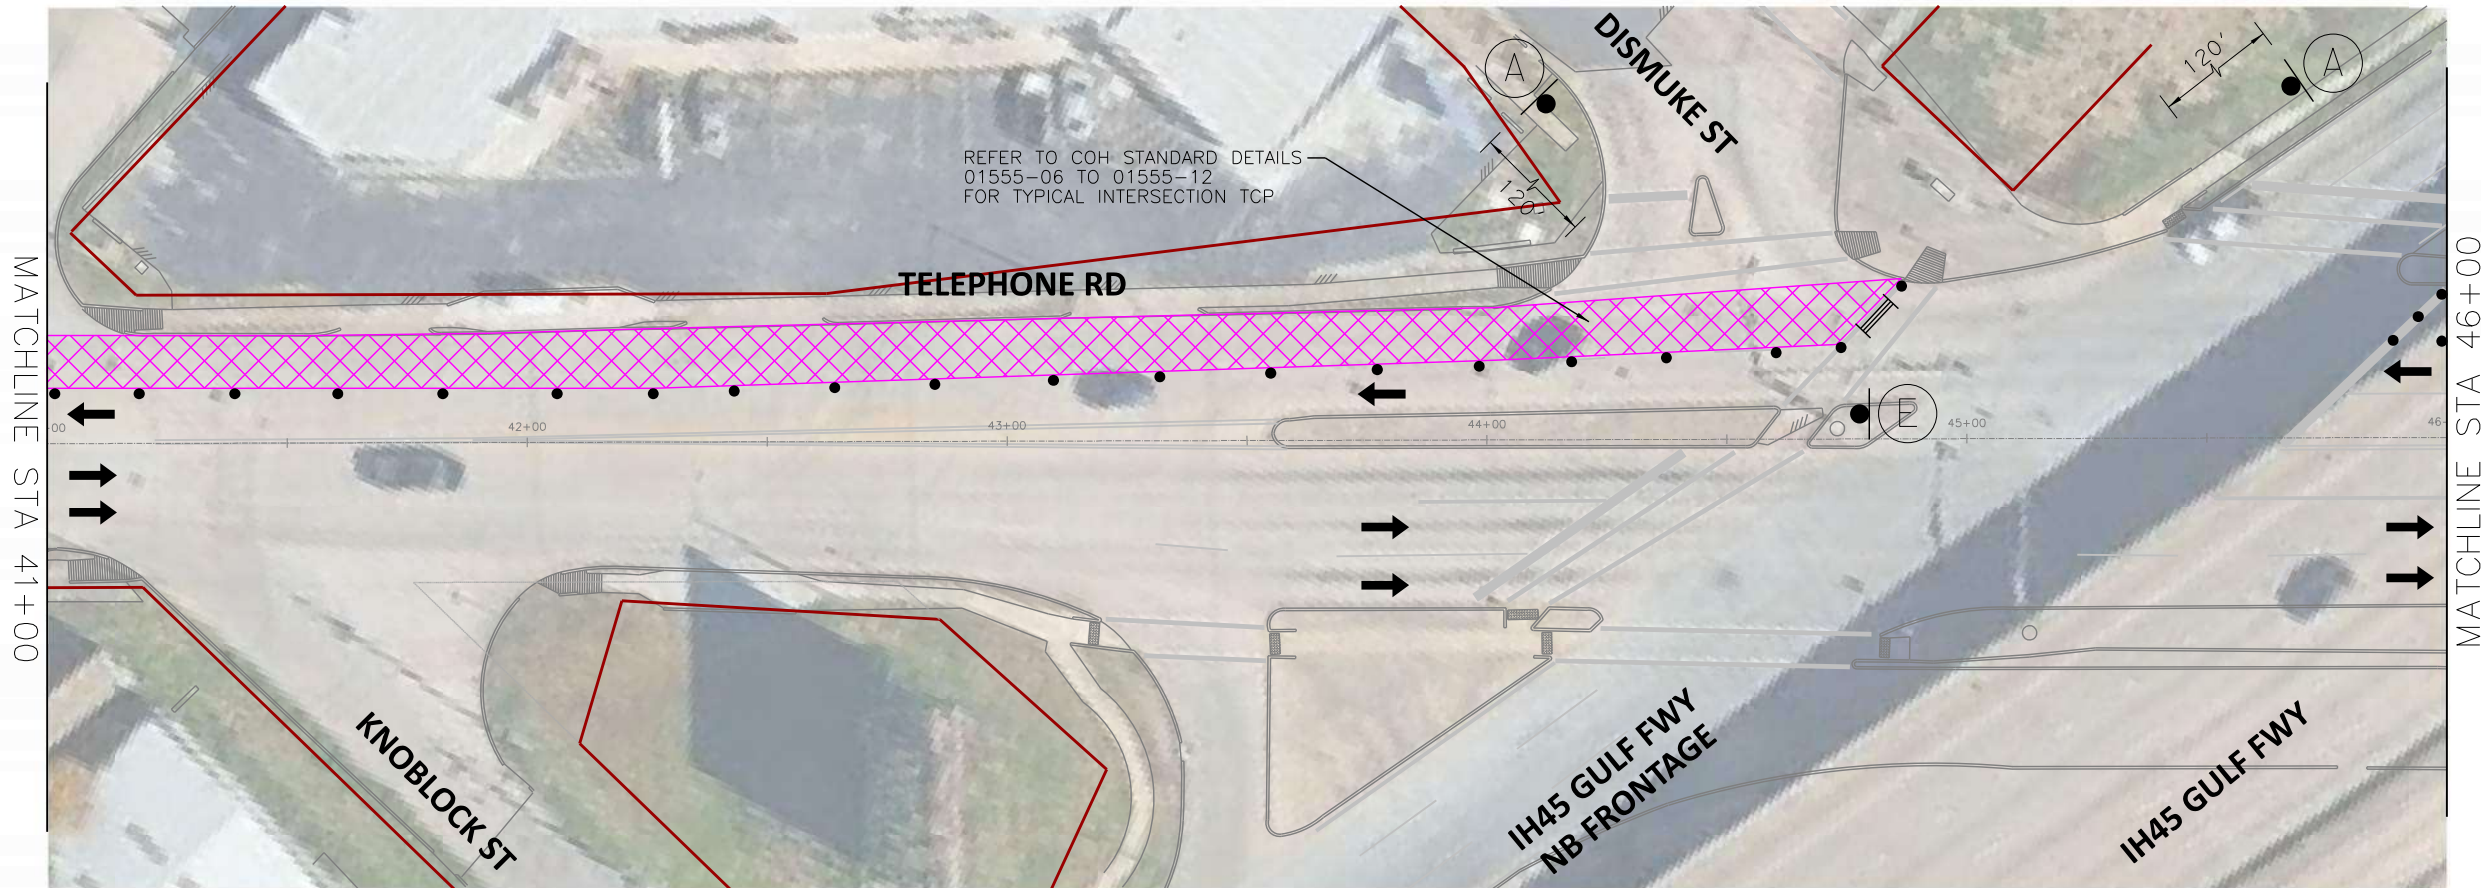 DISMUKE ST
A
120'
A
REFER TO COH STANDARD DETAILS
01555-06 TO 01555-12
FOR TYPICAL INTERSECTION TCP
120'
TELEPHONE RD
MATCHLINE STA 41+00
MATCHLINE STA 46+00
00
42+00
43+00
44+00
45+00
46
E
KNOBLOCK ST
IH45 GULF FWY
NB FRONTAGE
IH45 GULF FWY